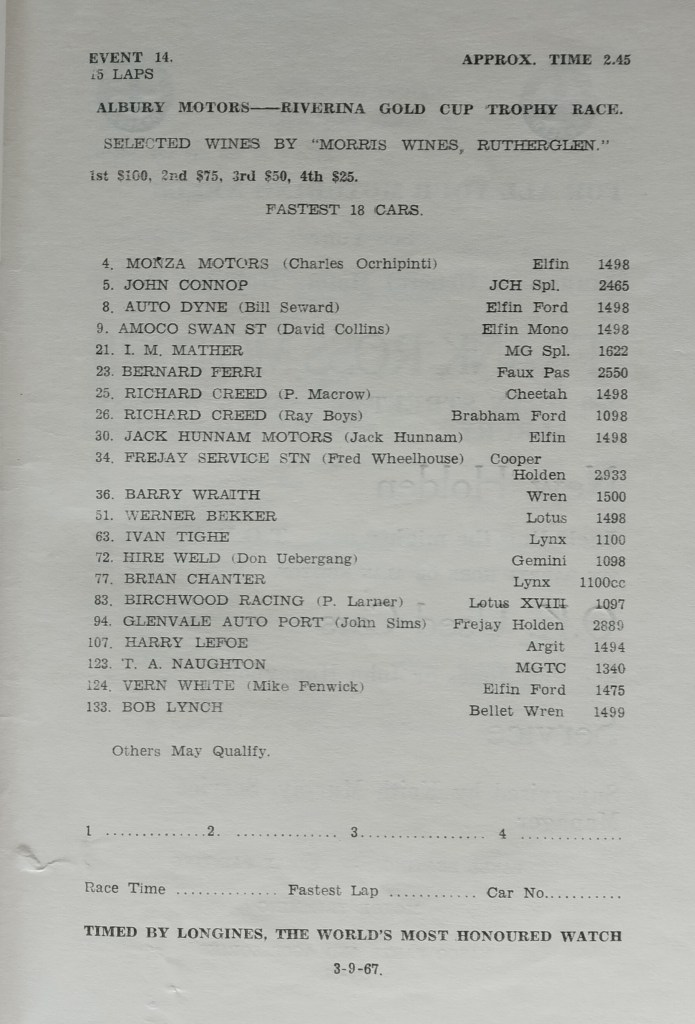 EVENT 14. APPROX. TIME 2.45
15 LAPS
ALBURY MOTORS—–RIVERINA GOLD CUP TROPHY RACE.
SELECTED WINES BY "MORRIS WINES, RUTHERGLEN."
1st $100, 2nd $75, 3rd $50, 4th $25.
FASTEST 18 CARS.
4. MONZA MOTORS (Charles Ocrhipinti) Elfin 1498
5. JOHN CONNOP JCH Spl. 2465
8. AUTO DYNE (Bill Seward) Elfin Ford 1498
9. AMOCO SWAN ST (David Collins) Elfin Mono 1498
21. I. M. MATHER MG Spl. 1622
23. BERNARD FERRI Faux Pas 2550
25. RICHARD CREED (P. Macrow) Cheetah 1498
26. RICHARD CREED (Ray Boys) Brabham Ford 1098
30. JACK HUNNAM MOTORS (Jack Hunnam) Elfin 1498
34. FREJAY SERVICE STN (Fred Wheelhouse) Cooper
Holden 2933
36. BARRY WRAITH Wren 1500
51. WERNER BEKKER Lotus 1498
63. IVAN TIGHE Lynx 1100
72. HIRE WELD (Don Uebergang) Gemini 1098
77. BRIAN CHANTER Lynx 1100cc
83. BIRCHWOOD RACING (P. Larner) Lotus XVIII 1097
94. GLENVALE AUTO PORT (John Sims) Frejay Holden 2889
107. HARRY LEFOE Argit 1494
123. T. A. NAUGHTON MGTC 1340
124. VERN WHITE (Mike Fenwick) Elfin Ford 1475
133. BOB LYNCH Bellet Wren 1499
Others May Qualify.
1 .............2. .............. 3................. 4 ..............
Race Time .............. Fastest Lap ............ Car No...........
TIMED BY LONGINES, THE WORLD'S MOST HONOURED WATCH
3-9-67.